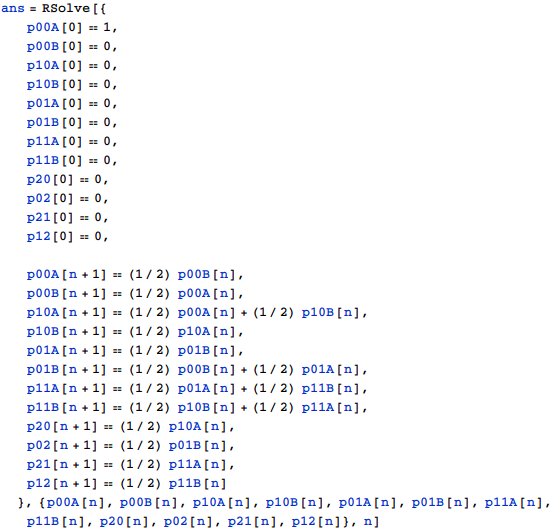 ans = RSolve[{
p00A[0] == 1,
p00B[0] == 0,
p10A[0] == 0,
p10B[0] == 0,
p01A[0] == 0,
p01B[0] == 0,
p11A[0] == 0,
p11B[0] == 0,
p20[0] == 0,
p02[0] == 0,
p21[0] == 0,
p12[0] == 0,
p00A[n + 1] == (1 / 2) p00B[n],
p00B[n + 1] == (1 / 2) p00A[n],
p10A[n + 1] == (1 / 2) p00A[n] + (1 / 2) p10B[n],
p10B[n + 1] == (1 / 2) p10A[n],
p01A[n + 1] == (1 / 2) p01B[n],
p01B[n + 1] == (1 / 2) p00B[n] + (1 / 2) p01A[n],
p11A[n + 1] == (1 / 2) p01A[n] + (1 / 2) p11B[n],
p11B[n + 1] == (1 / 2) p10B[n] + (1 / 2) p11A[n],
p20[n + 1] == (1 / 2) p10A[n],
p02[n + 1] == (1 / 2) p01B[n],
p21[n + 1] == (1 / 2) p11A[n],
p12[n + 1] == (1 / 2) p11B[n]
}, {p00A[n], p00B[n], p10A[n], p10B[n], p01A[n], p01B[n], p11A[n],
p11B[n], p20[n], p02[n], p21[n], p12[n]}, n]